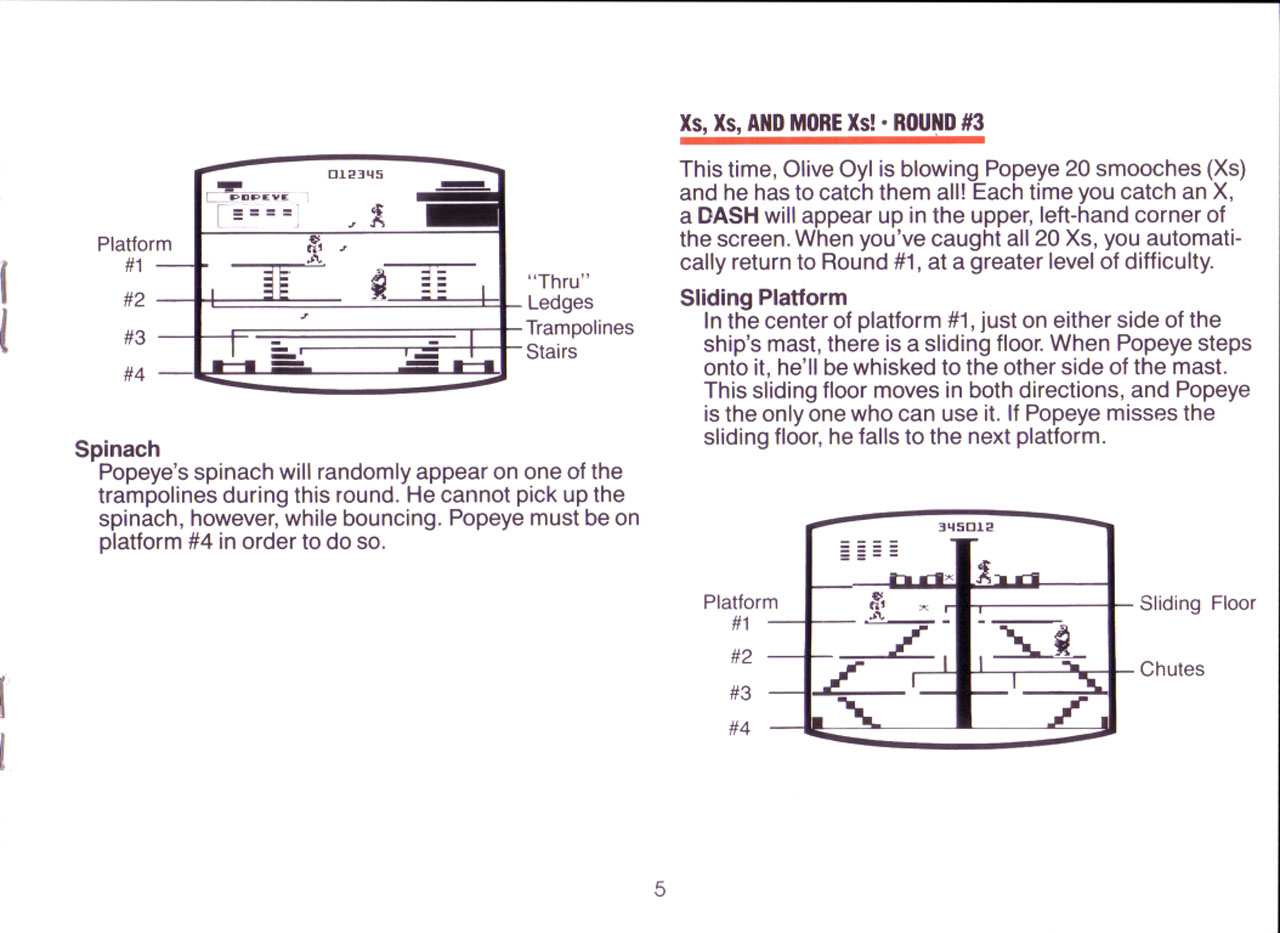 012345
POPEYE
Platform
#1
#2
#3
#4
"Thru"
Ledges
Trampolines
Stairs
Spinach
Popeye's spinach will randomly appear on one of the
trampolines during this round. He cannot pick up the
spinach, however, while bouncing. Popeye must be on
platform #4 in order to do so.
Xs, Xs, AND MORE Xs! · ROUND #3
This time, Olive Oyl is blowing Popeye 20 smooches (Xs)
and he has to catch them all! Each time you catch an X,
a DASH will appear up in the upper, left-hand corner of
the screen. When you've caught all 20 Xs, you automati-
cally return to Round #1, at a greater level of difficulty.
Sliding Platform
In the center of platform #1, just on either side of the
ship's mast, there is a sliding floor. When Popeye steps
onto it, he'll be whisked to the other side of the mast.
This sliding floor moves in both directions, and Popeye
is the only one who can use it. If Popeye misses the
sliding floor, he falls to the next platform.
345012
Platform
#1
#2
#3
#4
Sliding Floor
Chutes
5